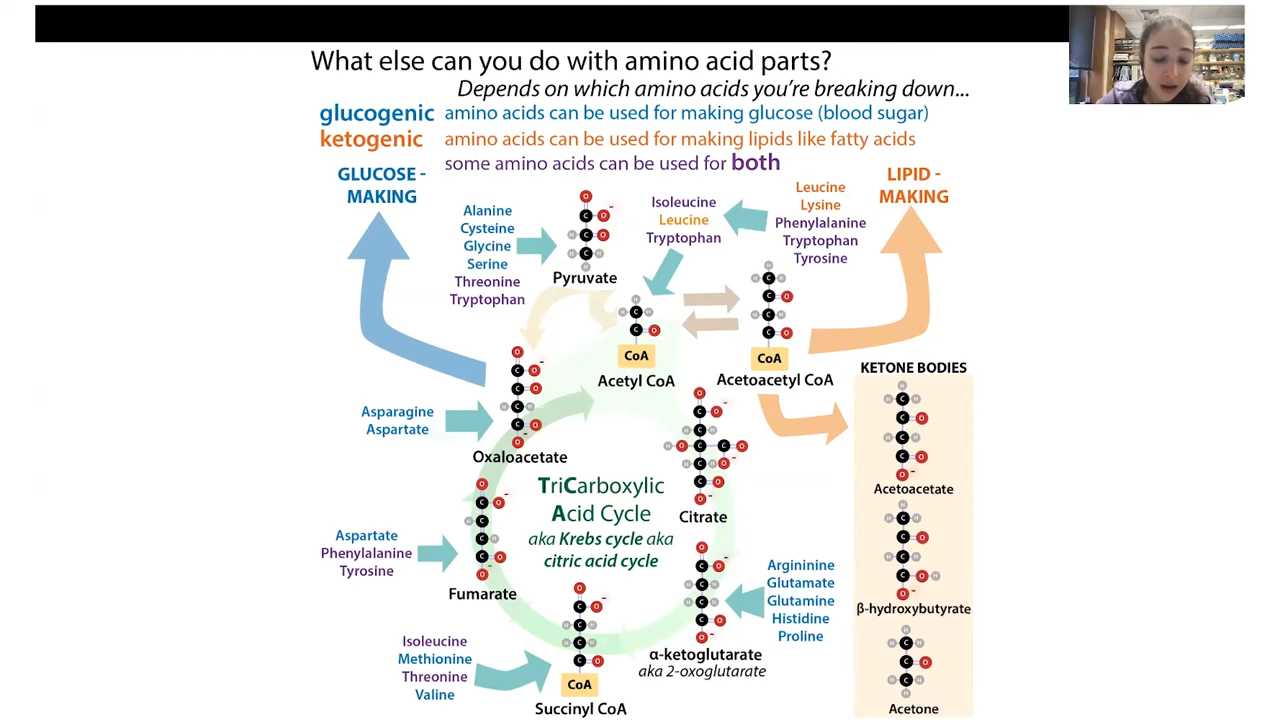 What else can you do with amino acid parts?
Depends on which amino acids you're breaking down...
glucogenic amino acids can be used for making glucose (blood sugar)
ketogenic amino acids can be used for making lipids like fatty acids
some amino acids can be used for both
GLUCOSE -
MAKING
LIPID -
MAKING
Alanine
Cysteine
Glycine
Serine
Threonine
Tryptophan
Pyruvate
Isoleucine
Leucine
Tryptophan
Leucine
Lysine
Phenylalanine
Tryptophan
Tyrosine
CoA
Acetyl CoA
CoA
Acetoacetyl CoA
KETONE BODIES
Asparagine
Aspartate
Oxaloacetate
Citrate
Acetoacetate
TriCarboxylic
Acid Cycle
aka Krebs cycle aka
citric acid cycle
Aspartate
Phenylalanine
Tyrosine
Fumarate
Argininine
Glutamate
Glutamine
Histidine
Proline
β-hydroxybutyrate
Isoleucine
Methionine
Threonine
Valine
CoA
Succinyl CoA
α-ketoglutarate
aka 2-oxoglutarate
Acetone